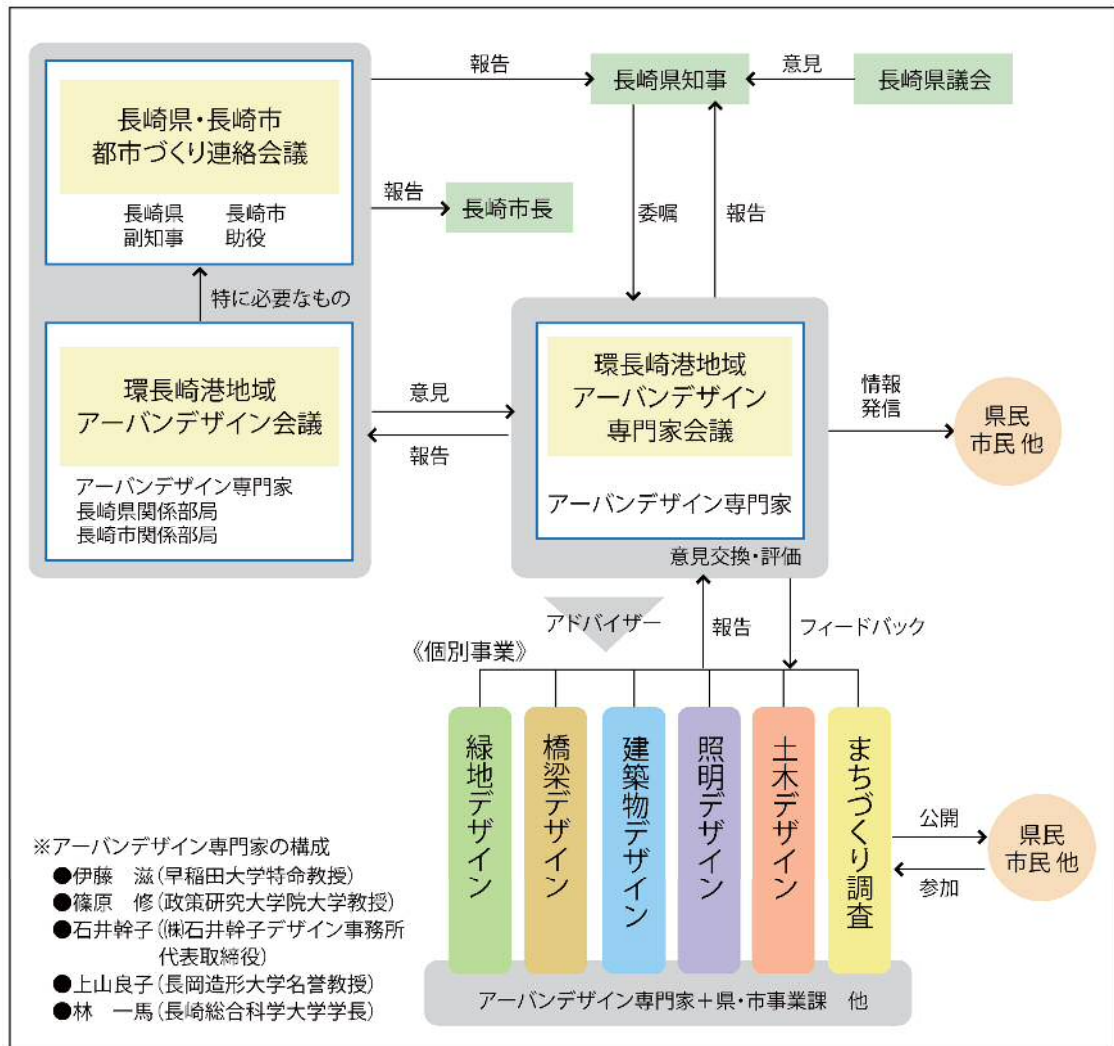 報告
長崎県知事
意見
長崎県議会
長崎県・長崎市
都市づくり連絡会議
長崎県
副知事
長崎市
助役
報告
長崎市長
委嘱
報告
特に必要なもの
環長崎港地域
アーバンデザイン会議
アーバンデザイン専門家
長崎県関係部局
長崎市関係部局
意見
報告
環長崎港地域
アーバンデザイン
専門家会議
アーバンデザイン専門家
意見交換・評価
情報
発信
県民
市民 他
アドバイザー
報告
フィードバック
《個別事業》
緑地デザイン
橋梁デザイン
建築物デザイン
照明デザイン
土木デザイン
まちづくり調査
公開
参加
県民
市民 他
アーバンデザイン専門家＋県・市事業課　他
※アーバンデザイン専門家の構成
●伊藤　滋（早稲田大学特命教授）
●篠原　修（政策研究大学院大学教授）
●石井幹子（㈱石井幹子デザイン事務所
代表取締役）
●上山良子（長岡造形大学名誉教授）
●林　一馬（長崎総合科学大学学長）